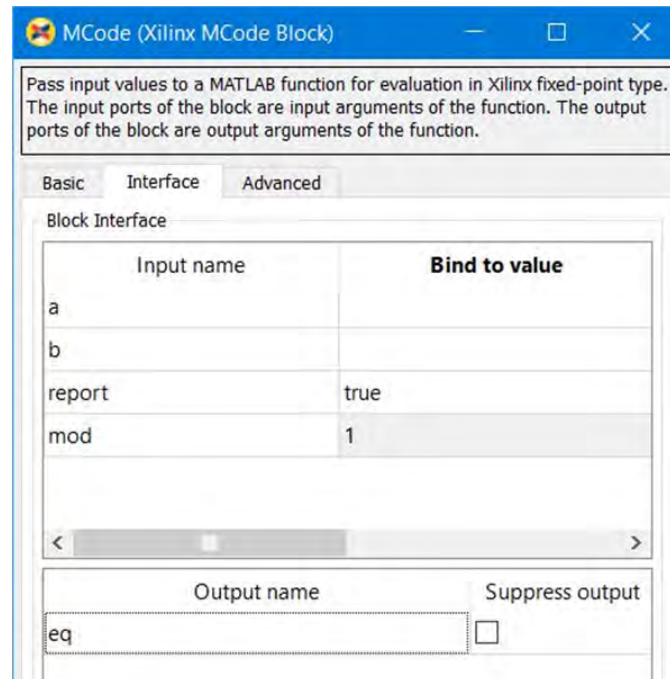 MCode (Xilinx MCode Block)
Pass input values to a MATLAB function for evaluation in Xilinx fixed-point type.
The input ports of the block are input arguments of the function. The output
ports of the block are output arguments of the function.
Basic Interface Advanced
Block Interface
Input name Bind to value
a
b
report true
mod 1
Output name Suppress output
eq